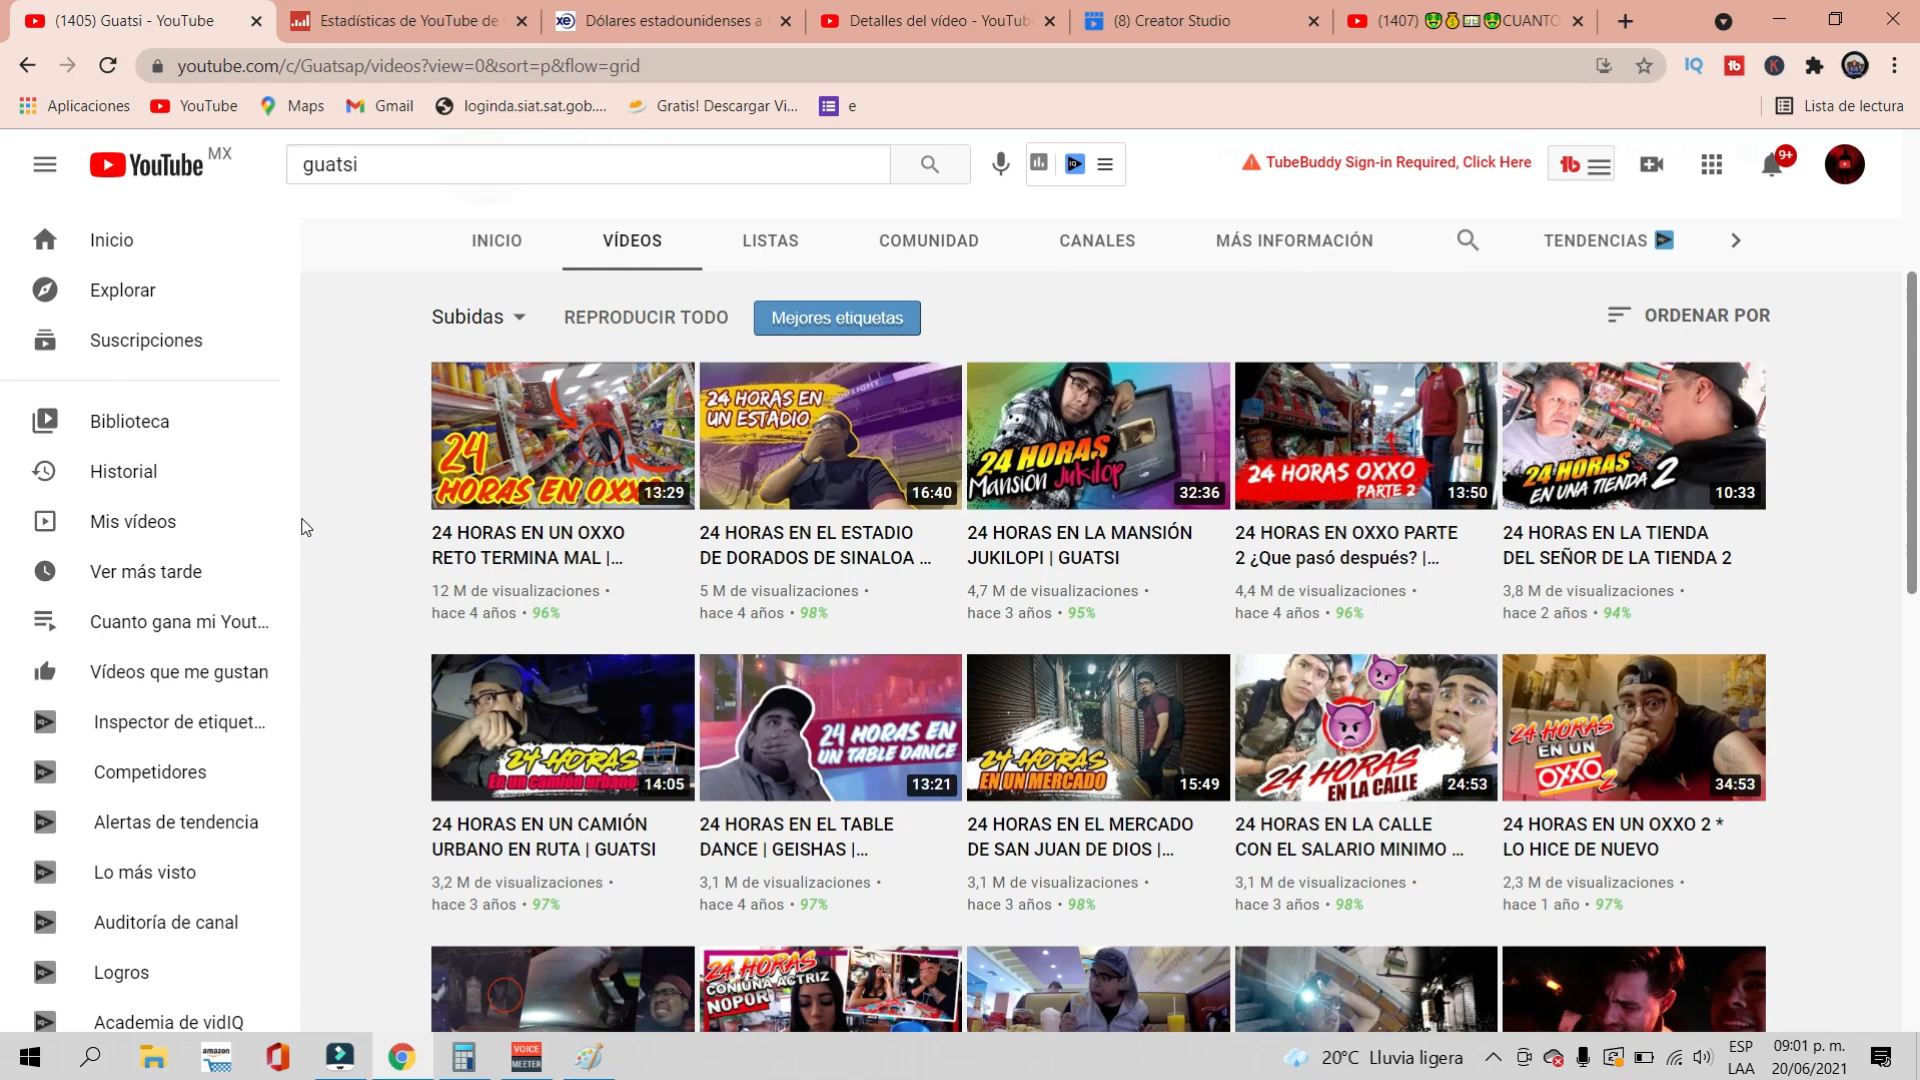 (1405) Guatsi - YouTube
Estadísticas de YouTube de
Dólares estadounidenses a
Detalles del vídeo - YouTub
(8) Creator Studio
(1407) 🤑💰💵🤑CUANTO
youtube.com/c/Guatsap/videos?view=0&sort=p&flow=grid
Aplicaciones
YouTube
Maps
Gmail
loginda.siat.sat.gob....
Gratis! Descargar Vi...
e
Lista de lectura
YouTube MX
guatsi
TubeBuddy Sign-in Required, Click Here
9+
Inicio
Explorar
Suscripciones
Biblioteca
Historial
Mis vídeos
Ver más tarde
Cuanto gana mi Yout...
Vídeos que me gustan
Inspector de etiquet...
Competidores
Alertas de tendencia
Lo más visto
Auditoría de canal
Logros
Academia de vidIQ
INICIO
VÍDEOS
LISTAS
COMUNIDAD
CANALES
MÁS INFORMACIÓN
TENDENCIAS
Subidas
REPRODUCIR TODO
Mejores etiquetas
ORDENAR POR
24
HORAS EN OXXO
13:29
24 HORAS EN UN OXXO
RETO TERMINA MAL |...
12 M de visualizaciones •
hace 4 años • 96%
24 HORAS EN
UN ESTADIO
16:40
24 HORAS EN EL ESTADIO
DE DORADOS DE SINALOA ...
5 M de visualizaciones •
hace 4 años • 98%
24 HORAS
Mansión Jukilop
32:36
24 HORAS EN LA MANSIÓN
JUKILOPI | GUATSI
4,7 M de visualizaciones •
hace 3 años • 95%
24 HORAS OXXO
PARTE 2
13:50
24 HORAS EN OXXO PARTE
2 ¿Que pasó después? |...
4,4 M de visualizaciones •
hace 4 años • 96%
24 HORAS
EN UNA TIENDA 2
10:33
24 HORAS EN LA TIENDA
DEL SEÑOR DE LA TIENDA 2
3,8 M de visualizaciones •
hace 2 años • 94%
24 HORAS
En un camión urbano
14:05
24 HORAS EN UN CAMIÓN
URBANO EN RUTA | GUATSI
3,2 M de visualizaciones •
hace 3 años • 97%
24 HORAS EN
UN TABLE DANCE
13:21
24 HORAS EN EL TABLE
DANCE | GEISHAS |...
3,1 M de visualizaciones •
hace 4 años • 97%
24 HORAS
EN UN MERCADO
15:49
24 HORAS EN EL MERCADO
DE SAN JUAN DE DIOS |...
3,1 M de visualizaciones •
hace 3 años • 98%
24 HORAS
EN LA CALLE
24:53
24 HORAS EN LA CALLE
CON EL SALARIO MINIMO ...
3,1 M de visualizaciones •
hace 3 años • 98%
24 HORAS
EN UN
OXXO 2
34:53
24 HORAS EN UN OXXO 2 *
LO HICE DE NUEVO
2,3 M de visualizaciones •
hace 1 año • 97%
24 HORAS
CON UNA ACTRIZ
NOPOR
amazon
VOICE
MEETER
20°C Lluvia ligera
ESP
LAA
09:01 p. m.
20/06/2021